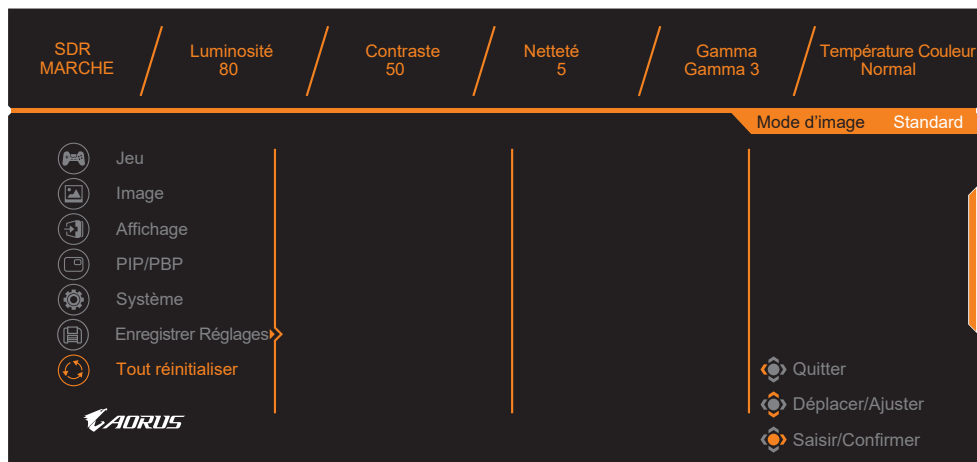 SDR
MARCHE
Luminosité
80
Contraste
50
Netteté
5
Gamma
Gamma 3
Température Couleur
Normal
Mode d’image Standard
Jeu
Image
Affichage
PIP/PBP
Système
Enregistrer Réglages
Tout réinitialiser
AORUS
Quitter
Déplacer/Ajuster
Saisir/Confirmer